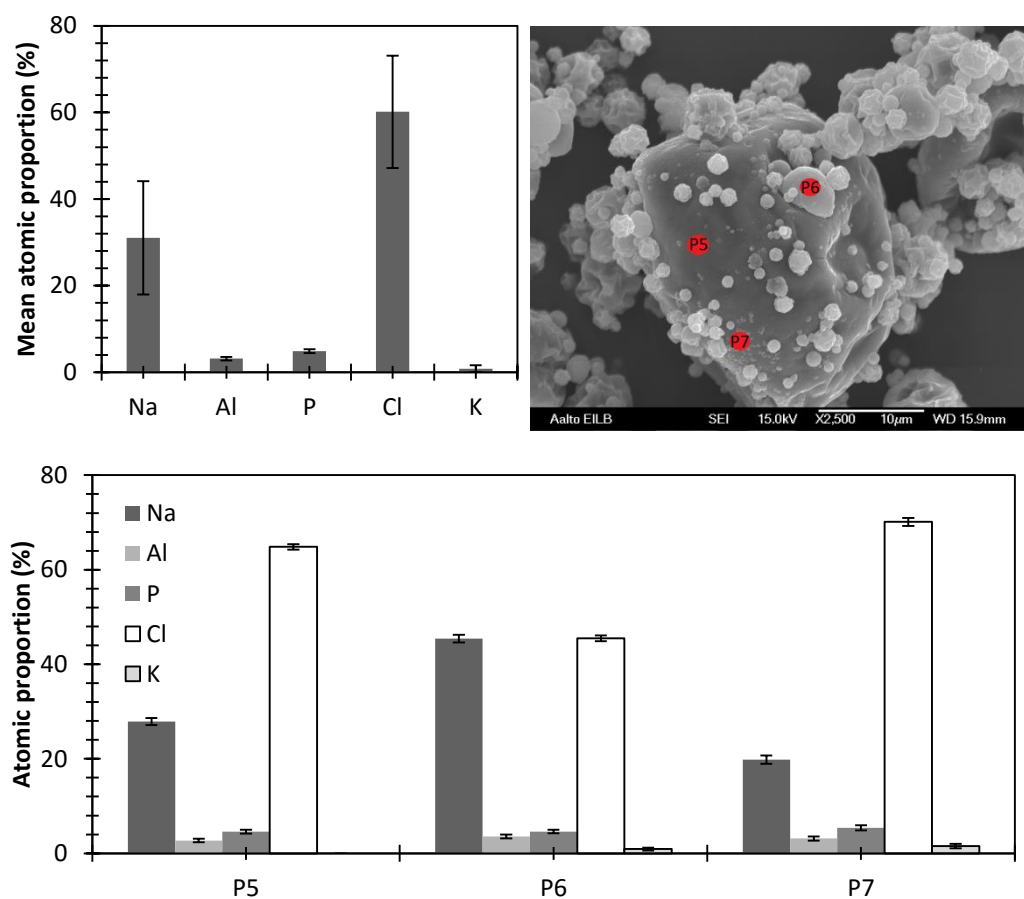 Mean atomic proportion (%)
80
60
40
20
0
Na Al P Cl K
P6
P5
P7
Aalto EILB SEI 15.0kV X2,500 10µm WD 15.9mm
Atomic proportion (%)
80
60
40
20
0
Na
Al
P
Cl
K
P5 P6 P7